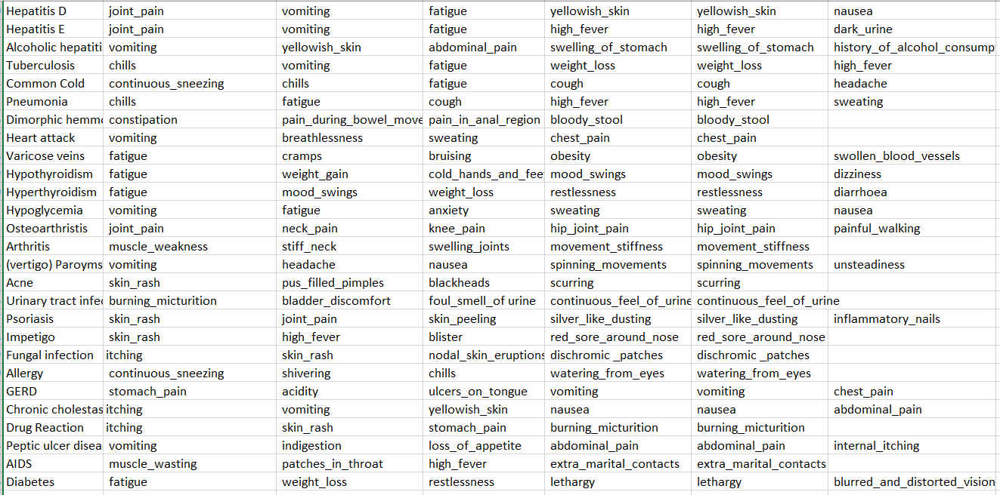 Hepatitis D joint_pain vomiting fatigue yellowish_skin yellowish_skin nausea
Hepatitis E joint_pain vomiting fatigue high_fever high_fever dark_urine
Alcoholic hepatiti vomiting yellowish_skin abdominal_pain swelling_of_stomach swelling_of_stomach history_of_alcohol_consump
Tuberculosis chills vomiting fatigue weight_loss weight_loss high_fever
Common Cold continuous_sneezing chills fatigue cough cough headache
Pneumonia chills fatigue cough high_fever high_fever sweating
Dimorphic hemmo constipation pain_during_bowel_move pain_in_anal_region bloody_stool bloody_stool
Heart attack vomiting breathlessness sweating chest_pain chest_pain
Varicose veins fatigue cramps bruising obesity obesity swollen_blood_vessels
Hypothyroidism fatigue weight_gain cold_hands_and_fee mood_swings mood_swings dizziness
Hyperthyroidism fatigue mood_swings weight_loss restlessness restlessness diarrhoea
Hypoglycemia vomiting fatigue anxiety sweating sweating nausea
Osteoarthristis joint_pain neck_pain knee_pain hip_joint_pain hip_joint_pain painful_walking
Arthritis muscle_weakness stiff_neck swelling_joints movement_stiffness movement_stiffness
(vertigo) Paroyms vomiting headache nausea spinning_movements spinning_movements unsteadiness
Acne skin_rash pus_filled_pimples blackheads scurring scurring
Urinary tract infec burning_micturition bladder_discomfort foul_smell_of urine continuous_feel_of_urine continuous_feel_of_urine
Psoriasis skin_rash joint_pain skin_peeling silver_like_dusting silver_like_dusting inflammatory_nails
Impetigo skin_rash high_fever blister red_sore_around_nose red_sore_around_nose
Fungal infection itching skin_rash nodal_skin_eruptions dischromic _patches dischromic _patches
Allergy continuous_sneezing shivering chills watering_from_eyes watering_from_eyes
GERD stomach_pain acidity ulcers_on_tongue vomiting vomiting chest_pain
Chronic cholestas itching vomiting yellowish_skin nausea nausea abdominal_pain
Drug Reaction itching skin_rash stomach_pain burning_micturition burning_micturition
Peptic ulcer disea vomiting indigestion loss_of_appetite abdominal_pain abdominal_pain internal_itching
AIDS muscle_wasting patches_in_throat high_fever extra_marital_contacts extra_marital_contacts
Diabetes fatigue weight_loss restlessness lethargy lethargy blurred_and_distorted_vision